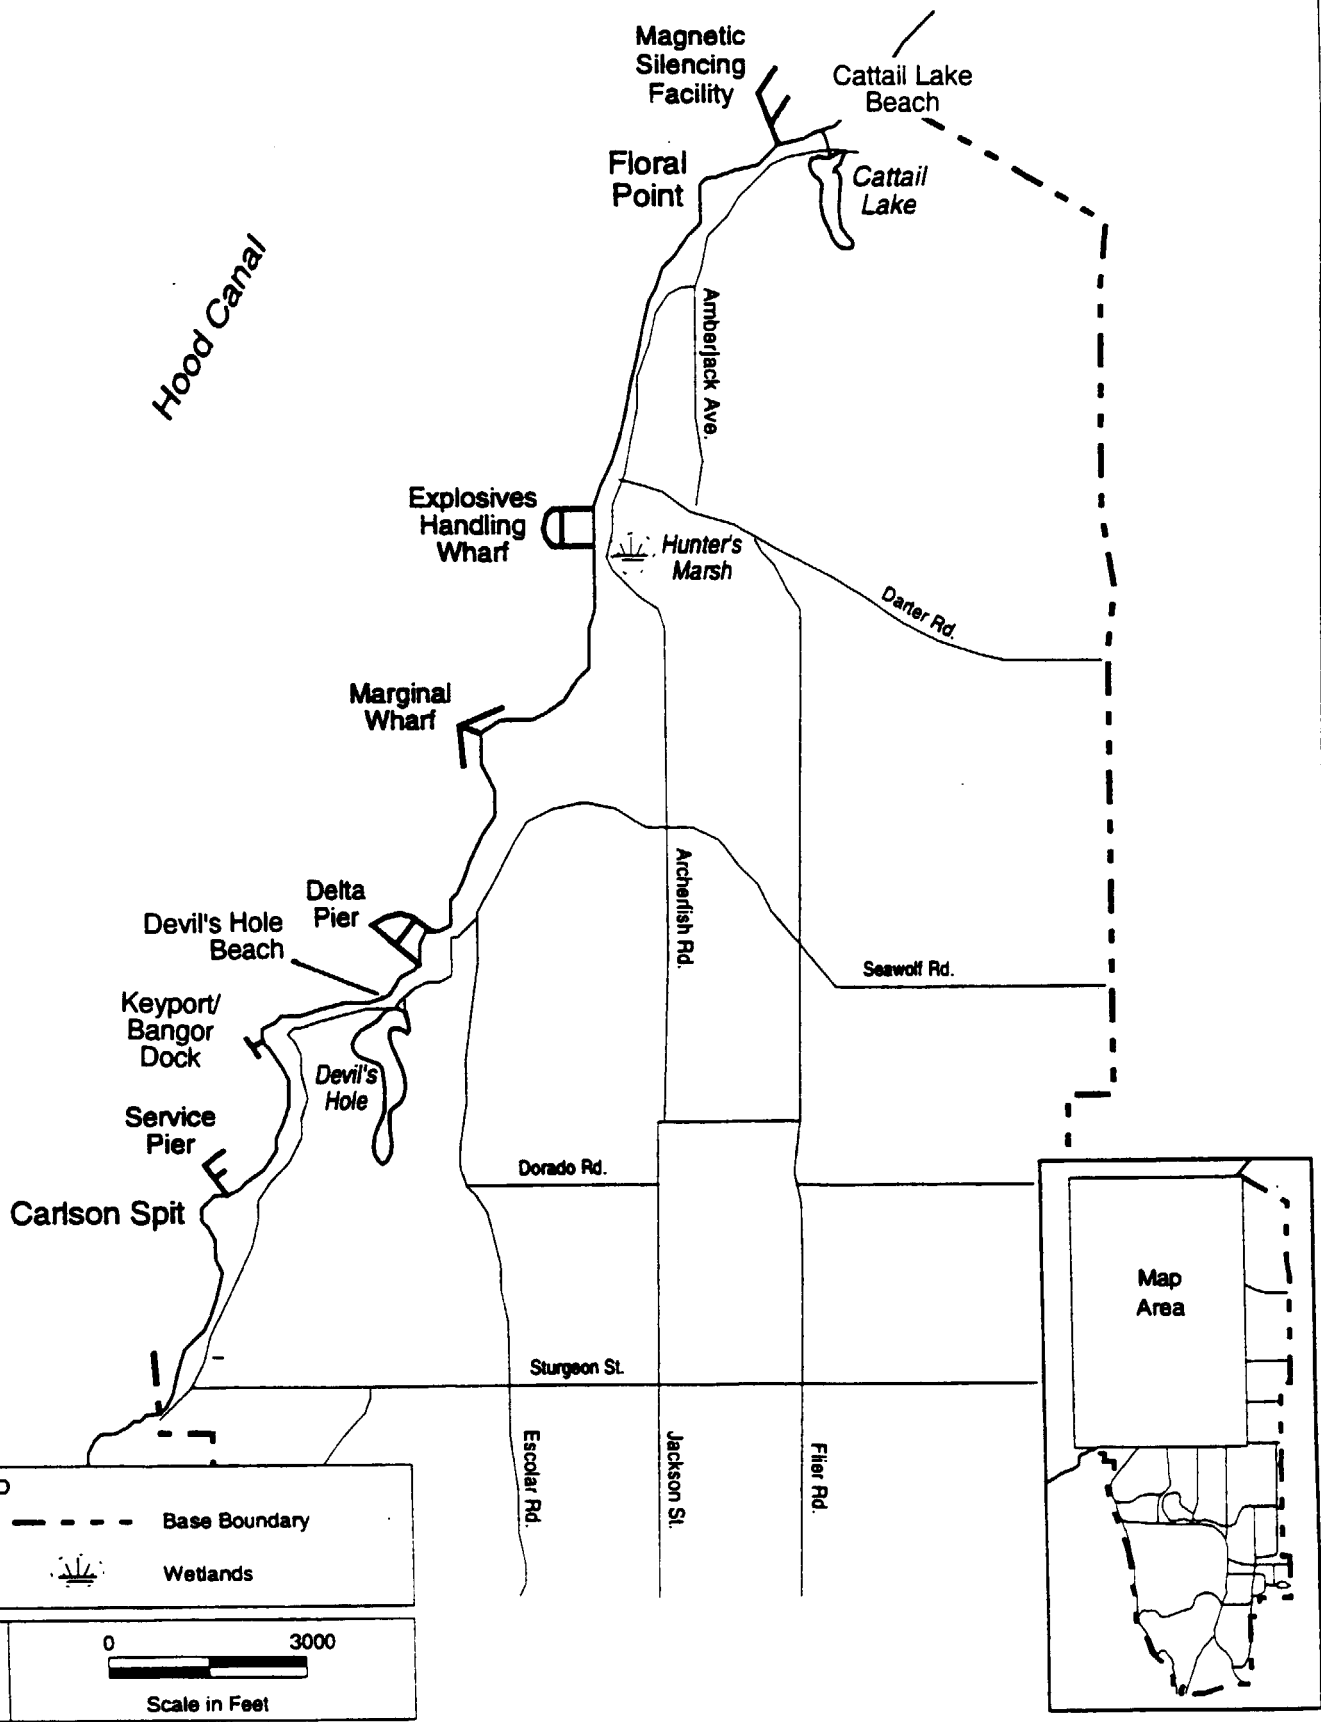 Magnetic
Silencing
Facility
Cattail Lake
Beach
Floral
Point
Cattail
Lake
Hood Canal
Amberjack Ave.
Explosives
Handling
Wharf
Hunter's
Marsh
Darter Rd.
Marginal
Wharf
Archerfish Rd.
Delta
Pier
Devil's Hole
Beach
Seawolf Rd.
Keyport/
Bangor
Dock
Devil's
Hole
Service
Pier
Dorado Rd.
Carlson Spit
Map
Area
Sturgeon St.
Escolar Rd.
Jackson St.
Flier Rd.
D
Base Boundary
Wetlands
0 3000
Scale in Feet